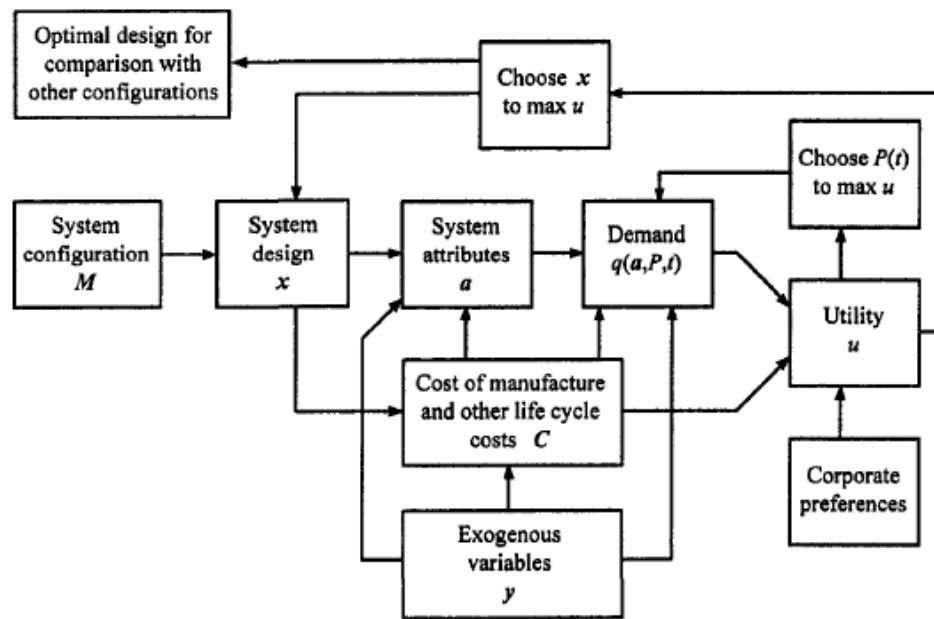 Optimal design for
comparison with
other configurations
Choose x
to max u
Choose P(t)
to max u
System
configuration
M
System
design
x
System
attributes
a
Demand
q(a,P,t)
Utility
u
Cost of manufacture
and other life cycle
costs C
Corporate
preferences
Exogenous
variables
y